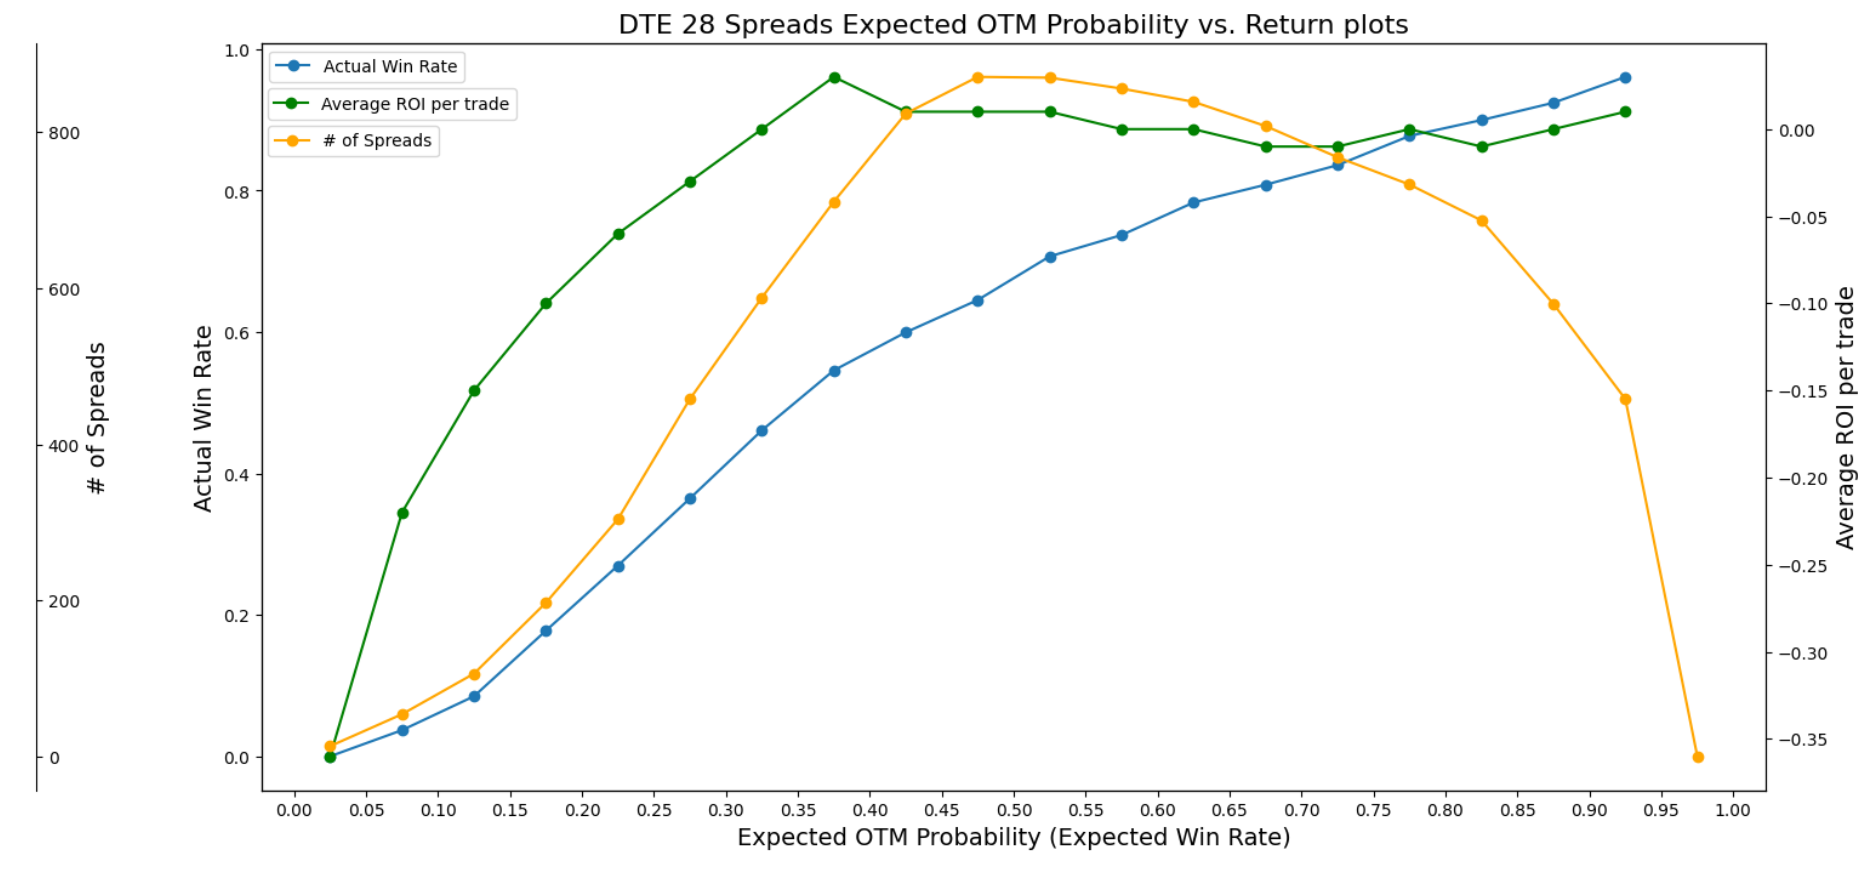 DTE 28 Spreads Expected OTM Probability vs. Return plots
Actual Win Rate
Average ROI per trade
# of Spreads
800
600
400
200
0
# of Spreads
1.0
0.8
0.6
0.4
0.2
0.0
Actual Win Rate
0.00
−0.05
−0.10
−0.15
−0.20
−0.25
−0.30
−0.35
Average ROI per trade
0.00 0.05 0.10 0.15 0.20 0.25 0.30 0.35 0.40 0.45 0.50 0.55 0.60 0.65 0.70 0.75 0.80 0.85 0.90 0.95 1.00
Expected OTM Probability (Expected Win Rate)